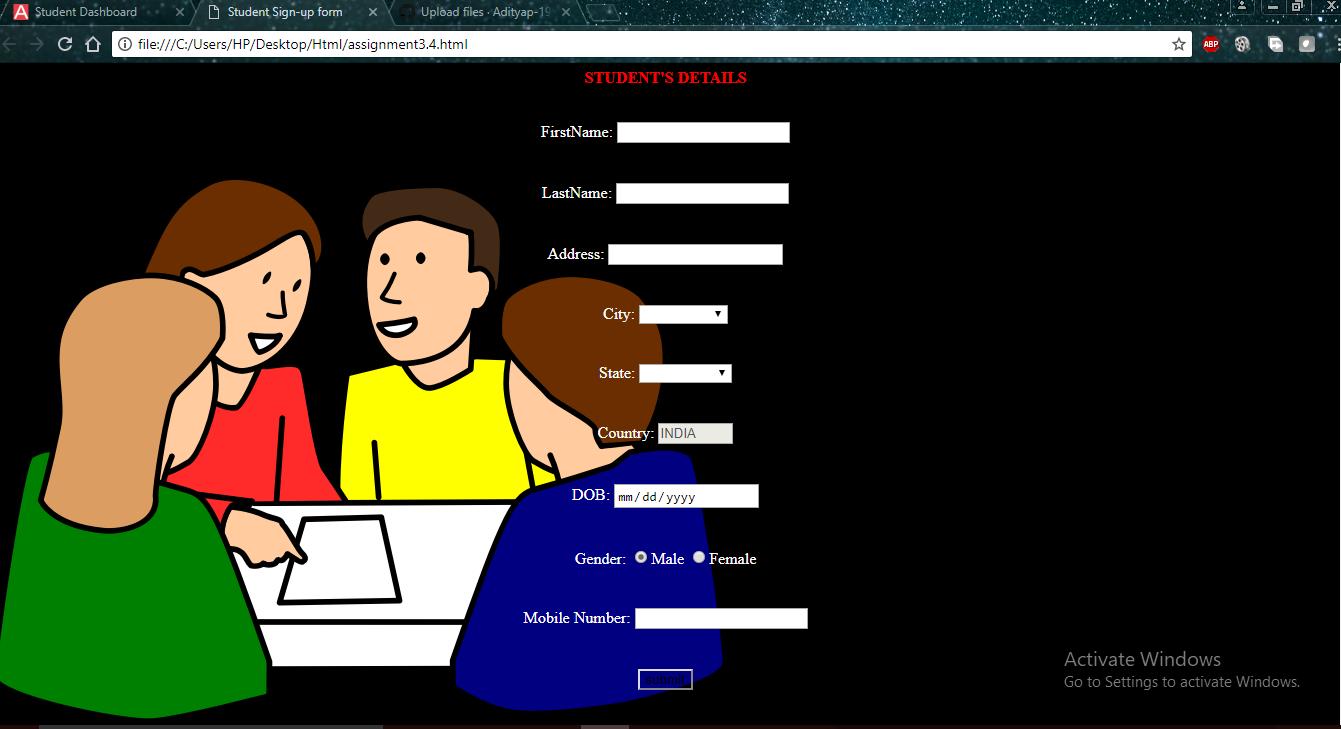 Student Dashboard
Student Sign-up form
Upload files · Adityap-19
file:///C:/Users/HP/Desktop/Html/assignment3.4.html
ABP
STUDENT'S DETAILS
FirstName:
LastName:
Address:
City:
State:
Country: INDIA
DOB: mm/dd/yyyy
Gender: Male Female
Mobile Number:
submit
Activate Windows
Go to Settings to activate Windows.